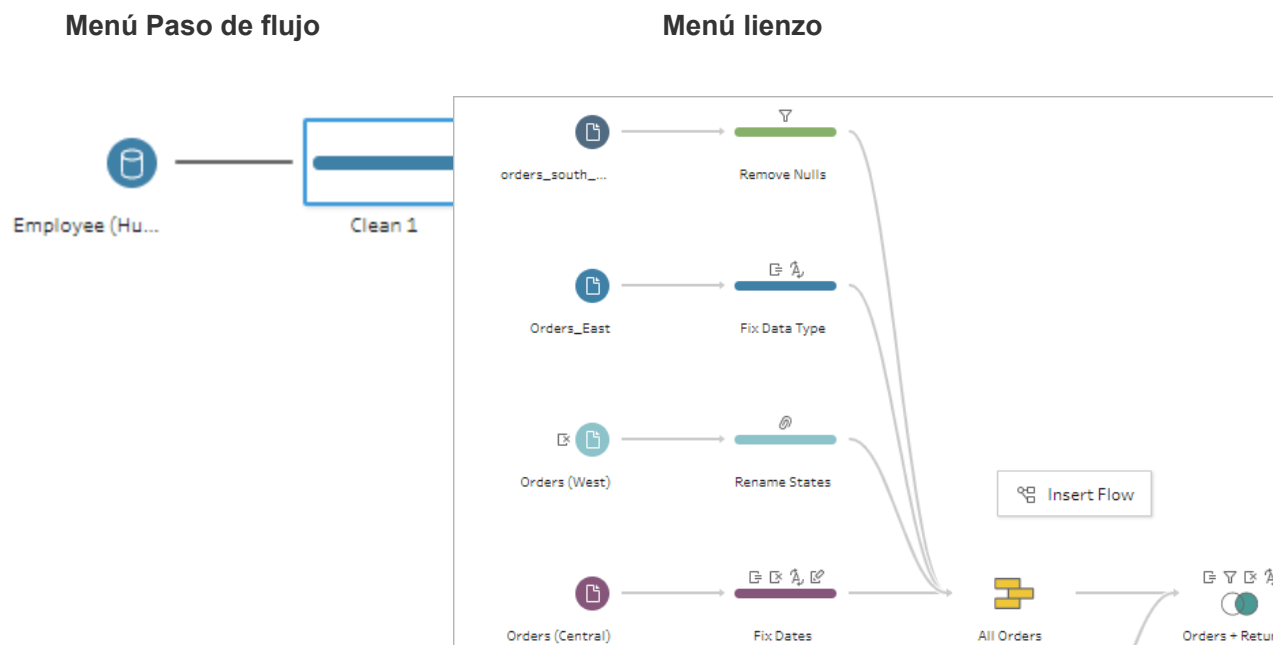 Menú Paso de flujo
Menú lienzo
Employee (Hu...
Clean 1
orders_south_...
Remove Nulls
Orders_East
Fix Data Type
Orders (West)
Rename States
Insert Flow
Orders (Central)
Fix Dates
All Orders
Orders + Retur